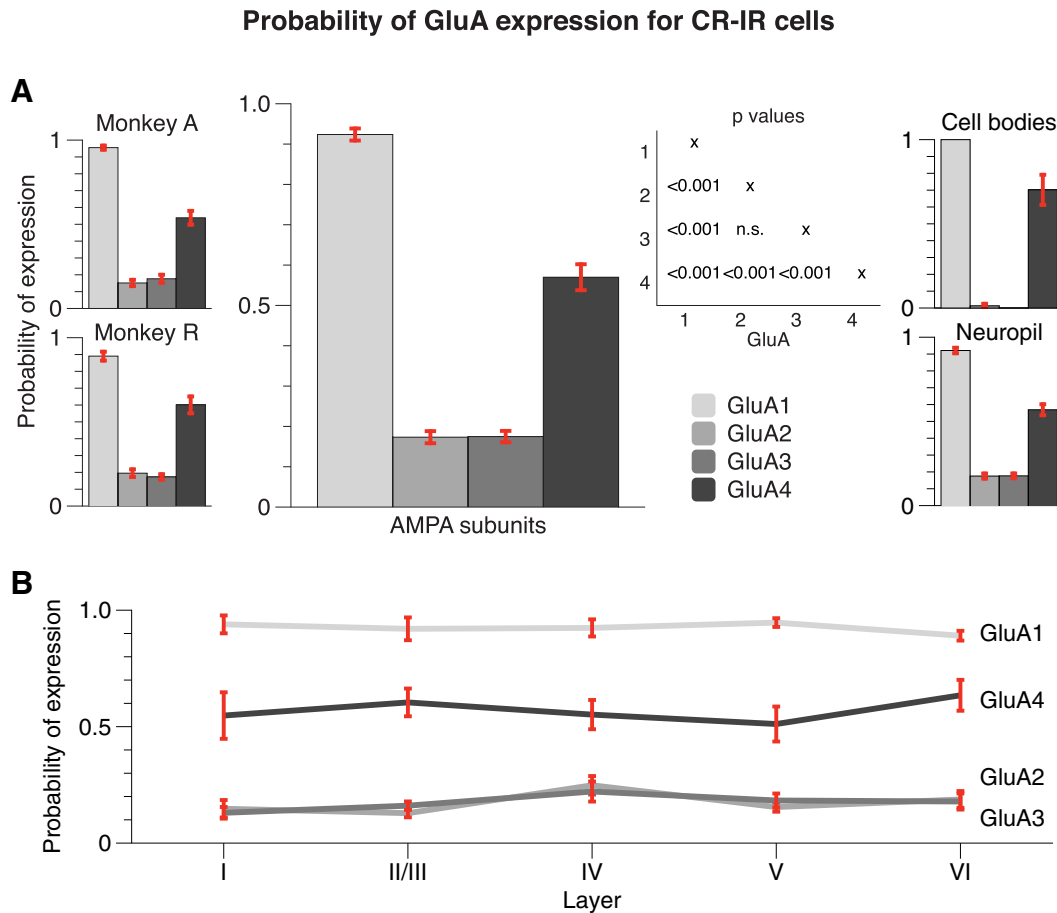 Probability of GluA expression for CR-IR cells
A
Monkey A
1
0
Monkey R
1
0
Probability of expression
1.0
0.5
0
AMPA subunits
p values
1 x
2 <0.001 x
3 <0.001 n.s. x
4 <0.001 <0.001 <0.001 x
1 2 3 4
GluA
GluA1
GluA2
GluA3
GluA4
Cell bodies
1
0
Neuropil
1
0
B
Probability of expression
1.0
0.5
0
GluA1
GluA4
GluA2
GluA3
I II/III IV V VI
Layer